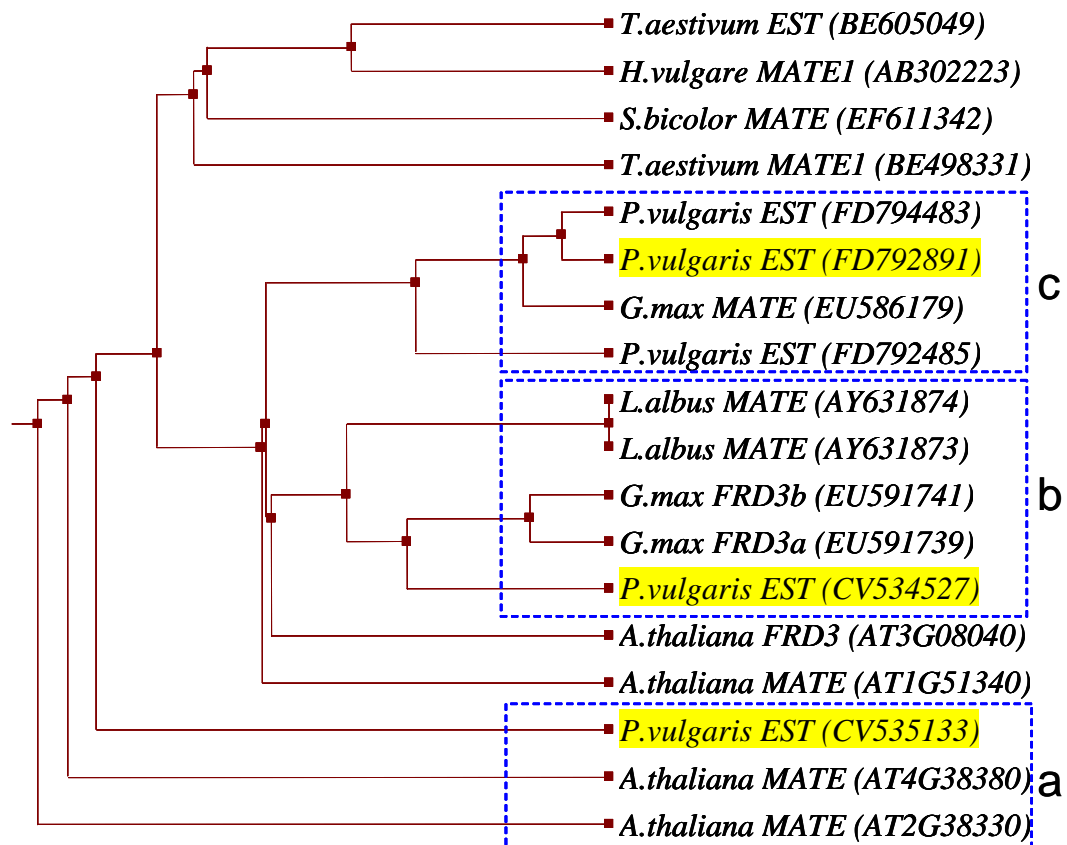 T.aestivum EST (BE605049)
H.vulgare MATE1 (AB302223)
S.bicolor MATE (EF611342)
T.aestivum MATE1 (BE498331)
P.vulgaris EST (FD794483)
P.vulgaris EST (FD792891)
c
G.max MATE (EU586179)
P.vulgaris EST (FD792485)
L.albus MATE (AY631874)
L.albus MATE (AY631873)
G.max FRD3b (EU591741)
b
G.max FRD3a (EU591739)
P.vulgaris EST (CV534527)
A.thaliana FRD3 (AT3G08040)
A.thaliana MATE (AT1G51340)
P.vulgaris EST (CV535133)
A.thaliana MATE (AT4G38380)
a
A.thaliana MATE (AT2G38330)